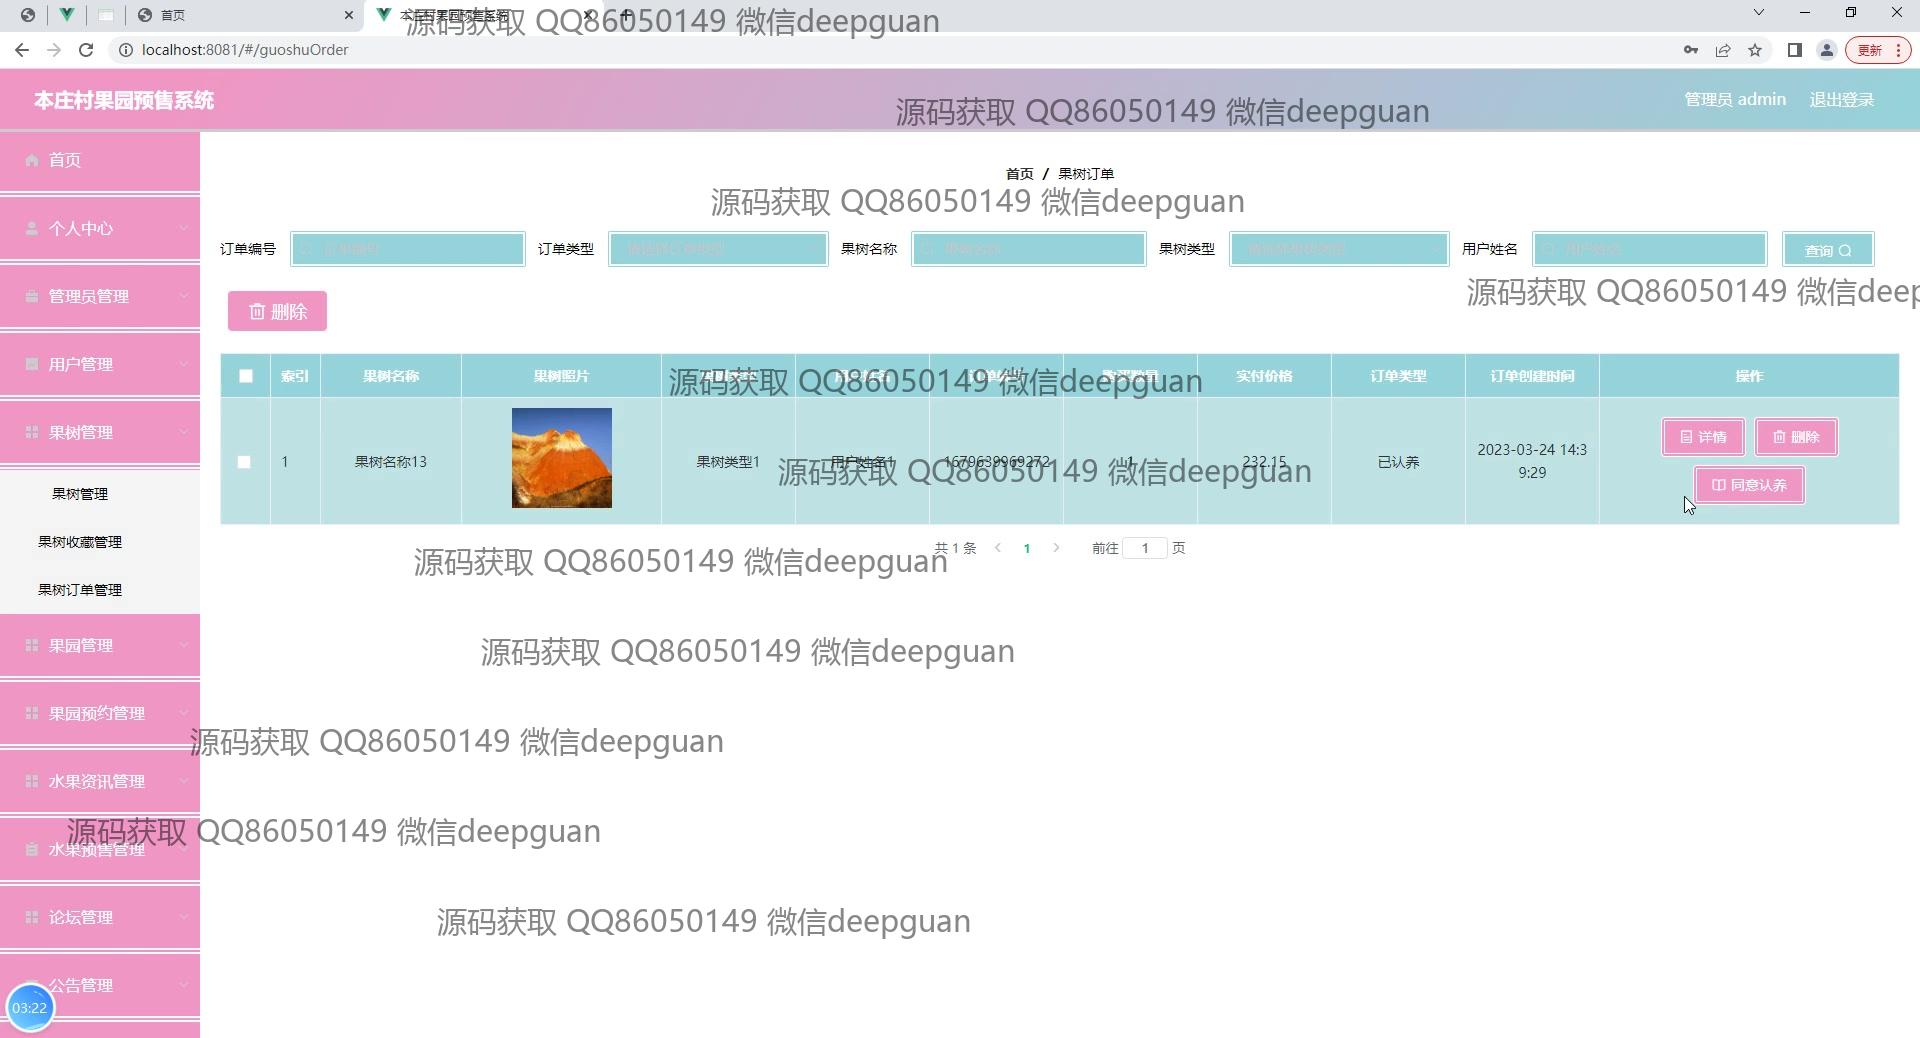 首页
本庄村果园预售系统
源码获取 QQ86050149 微信deepguan
localhost:8081/#/guoshuOrder
更新
本庄村果园预售系统
源码获取 QQ86050149 微信deepguan
管理员 admin
退出登录
首页
个人中心
管理员管理
用户管理
果树管理
果树管理
果树收藏管理
果树订单管理
果园管理
果园预约管理
水果资讯管理
水果预售管理
论坛管理
公告管理
03:22
首页 / 果树订单
源码获取 QQ86050149 微信deepguan
订单编号 订单编号 订单类型 果树名称 果树名称 果树类型 用户姓名 用户姓名 查询
源码获取 QQ86050149 微信deep
删除
索引 果树名称 果树照片 购买数量 实付价格 订单类型 订单创建时间 操作
源码获取 QQ86050149 微信deepguan
1 果树名称13 果树类型1 用户姓名1 1679639969272 1 232.15 已认养 2023-03-24 14:3
9:29
详情 删除
同意认养
源码获取 QQ86050149 微信deepguan
共 1 条 1 前往 1 页
源码获取 QQ86050149 微信deepguan
源码获取 QQ86050149 微信deepguan
源码获取 QQ86050149 微信deepguan
源码获取 QQ86050149 微信deepguan
源码获取 QQ86050149 微信deepguan